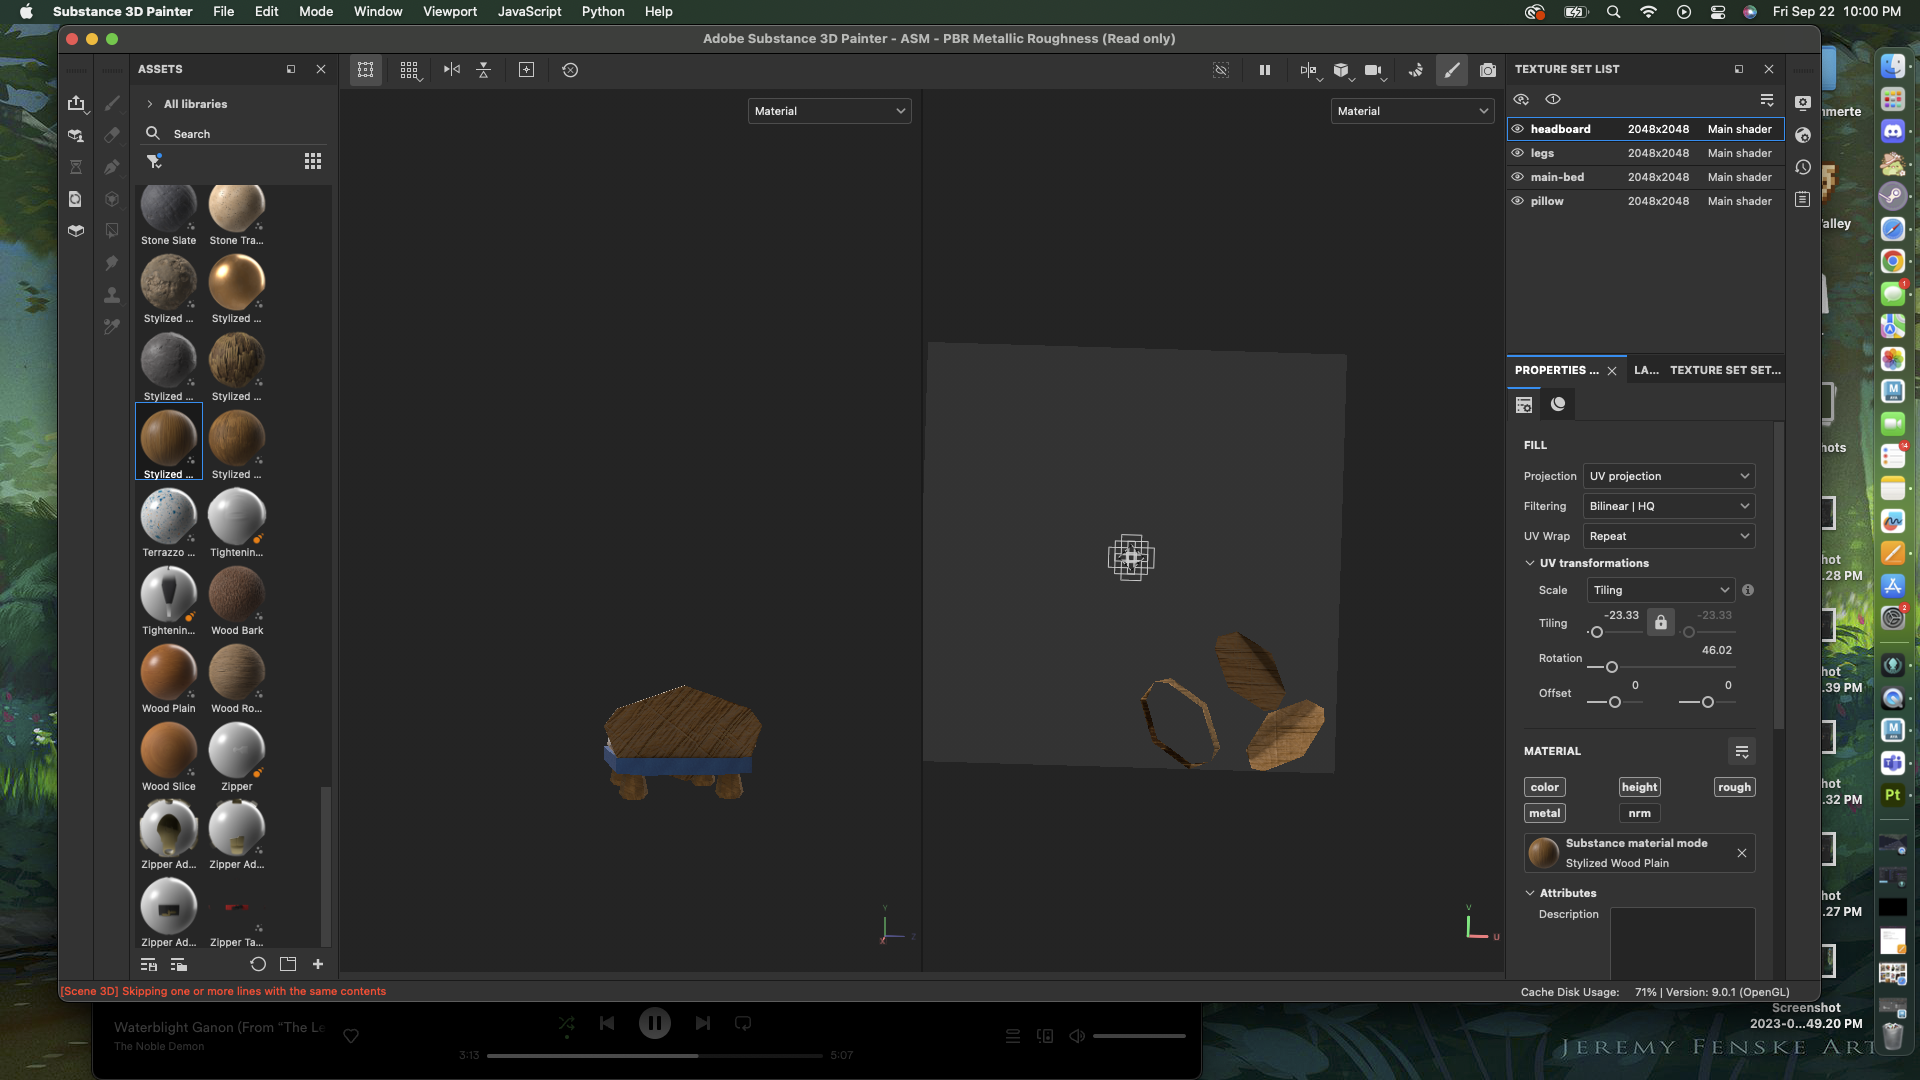 Substance 3D Painter File Edit Mode Window Viewport JavaScript Python Help Fri Sep 22 10:00 PM
Adobe Substance 3D Painter - ASM - PBR Metallic Roughness (Read only)
ASSETS
All libraries
Search
Stone Slate Stone Tra...
Stylized ... Stylized ...
Stylized ... Stylized ...
Stylized ... Stylized ...
Terrazzo ... Tightenin...
Tightenin... Wood Bark
Wood Plain Wood Ro...
Wood Slice Zipper
Zipper Ad... Zipper Ad...
Zipper Ad... Zipper Ta...
Material
Material
Y
X Z
V
U
TEXTURE SET LIST
headboard 2048x2048 Main shader
legs 2048x2048 Main shader
main-bed 2048x2048 Main shader
pillow 2048x2048 Main shader
PROPERTIES ... LA... TEXTURE SET SET...
FILL
Projection UV projection
Filtering Bilinear | HQ
UV Wrap Repeat
UV transformations
Scale Tiling
Tiling -23.33 -23.33
Rotation 46.02
Offset 0 0
MATERIAL
color height rough
metal nrm
Substance material mode
Stylized Wood Plain
Attributes
Description
[Scene 3D] Skipping one or more lines with the same contents
Cache Disk Usage: 71% | Version: 9.0.1 (OpenGL)
Waterblight Ganon (From "The Le
The Noble Demon
3:13 5:07
mmerte
alley
hots
.28 PM
hot
.39 PM
hot
.32 PM
hot
.27 PM
Screenshot
2023-0...49.20 PM
JEREMY FENSKE ART
1
14
2
Pt